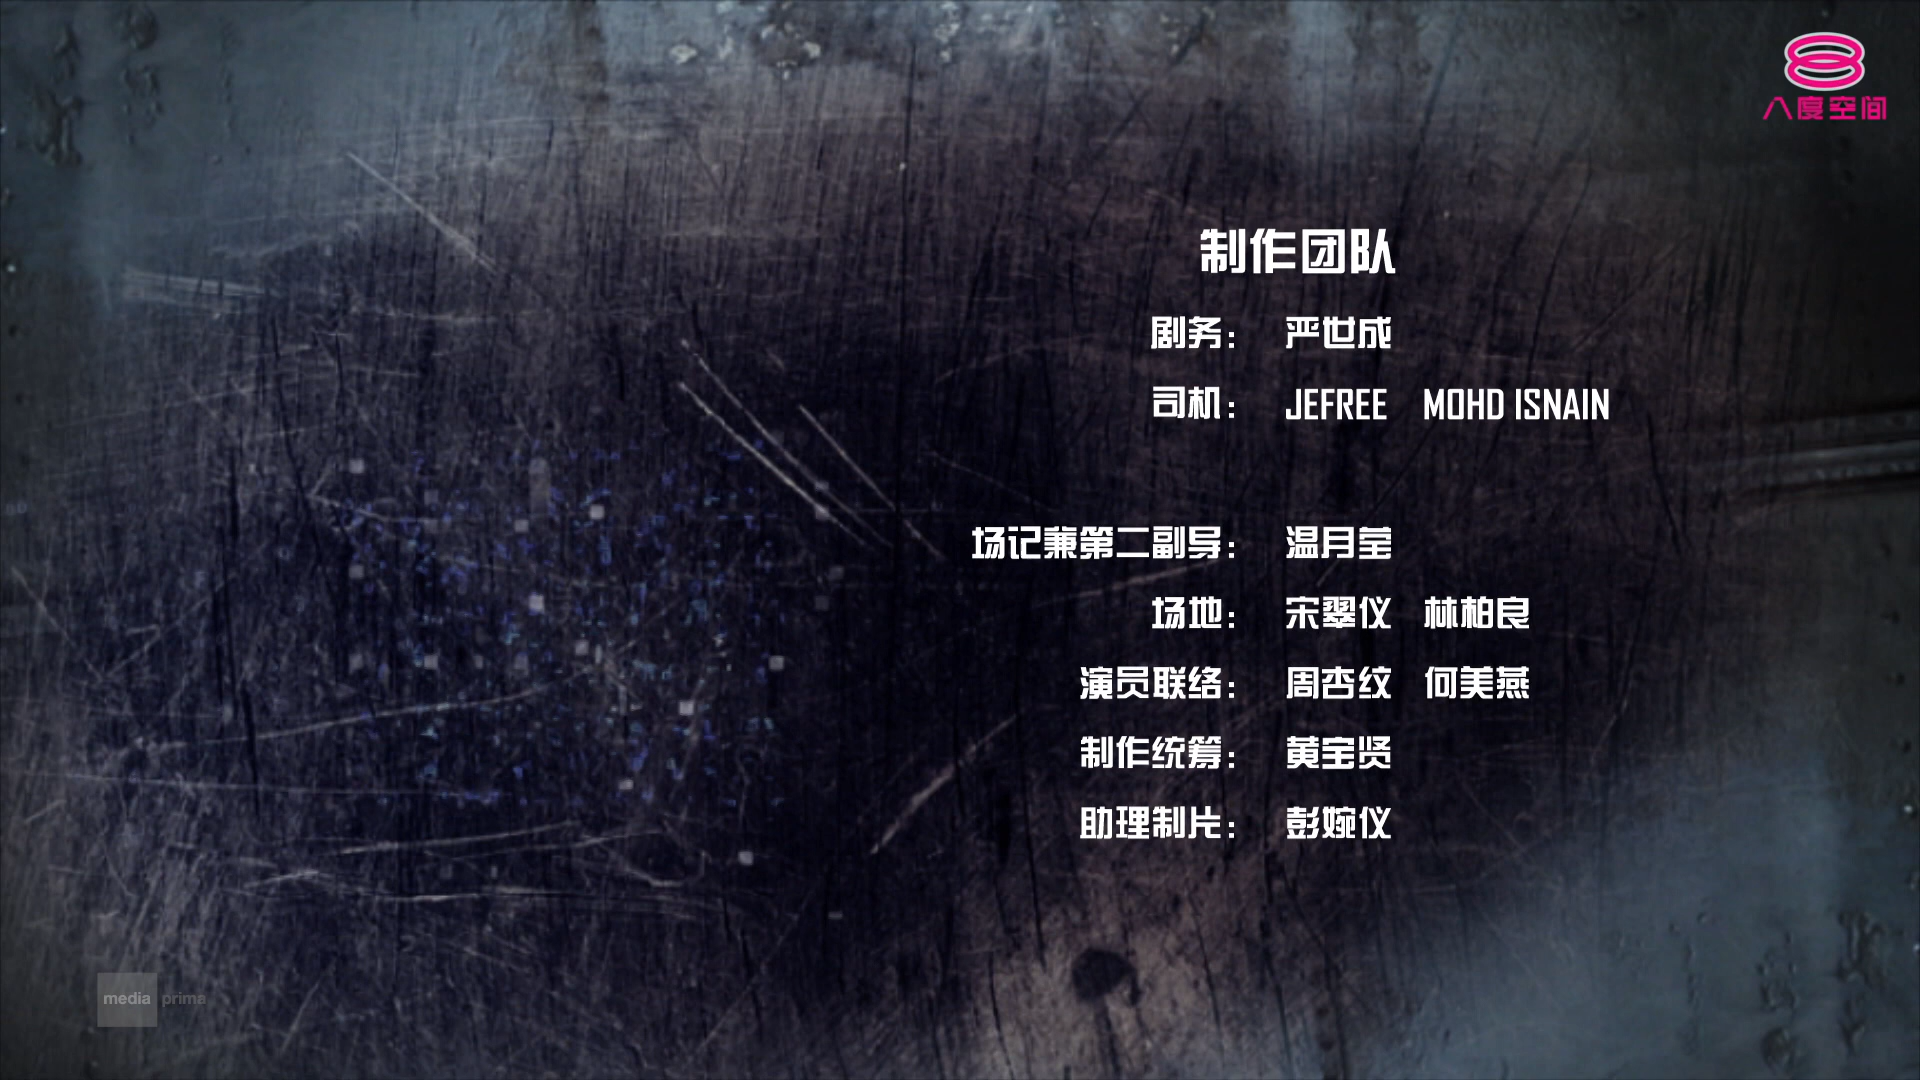 八度空间
制作团队
剧务： 严世成
司机： JEFREE MOHD ISNAIN
场记兼第二副导： 温月莹
场地： 宋翠仪 林柏良
演员联络： 周杏纹 何美燕
制作统筹： 黄宝贤
助理制片： 彭婉仪
media prima